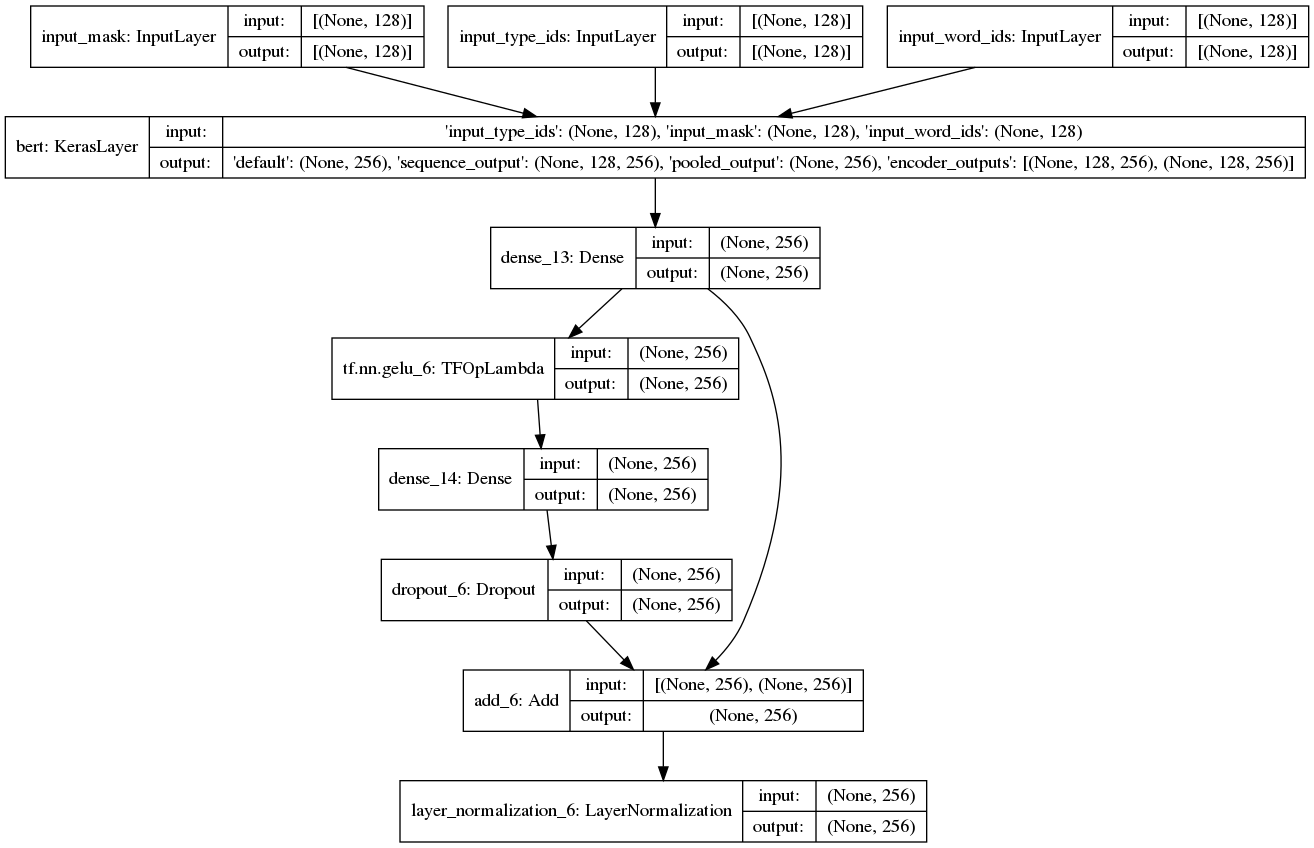 input_mask: InputLayer input: [(None, 128)]
output: [(None, 128)]
input_type_ids: InputLayer input: [(None, 128)]
output: [(None, 128)]
input_word_ids: InputLayer input: [(None, 128)]
output: [(None, 128)]
bert: KerasLayer input: 'input_type_ids': (None, 128), 'input_mask': (None, 128), 'input_word_ids': (None, 128)
output: 'default': (None, 256), 'sequence_output': (None, 128, 256), 'pooled_output': (None, 256), 'encoder_outputs': [(None, 128, 256), (None, 128, 256)]
dense_13: Dense input: (None, 256)
output: (None, 256)
tf.nn.gelu_6: TFOpLambda input: (None, 256)
output: (None, 256)
dense_14: Dense input: (None, 256)
output: (None, 256)
dropout_6: Dropout input: (None, 256)
output: (None, 256)
add_6: Add input: [(None, 256), (None, 256)]
output: (None, 256)
layer_normalization_6: LayerNormalization input: (None, 256)
output: (None, 256)